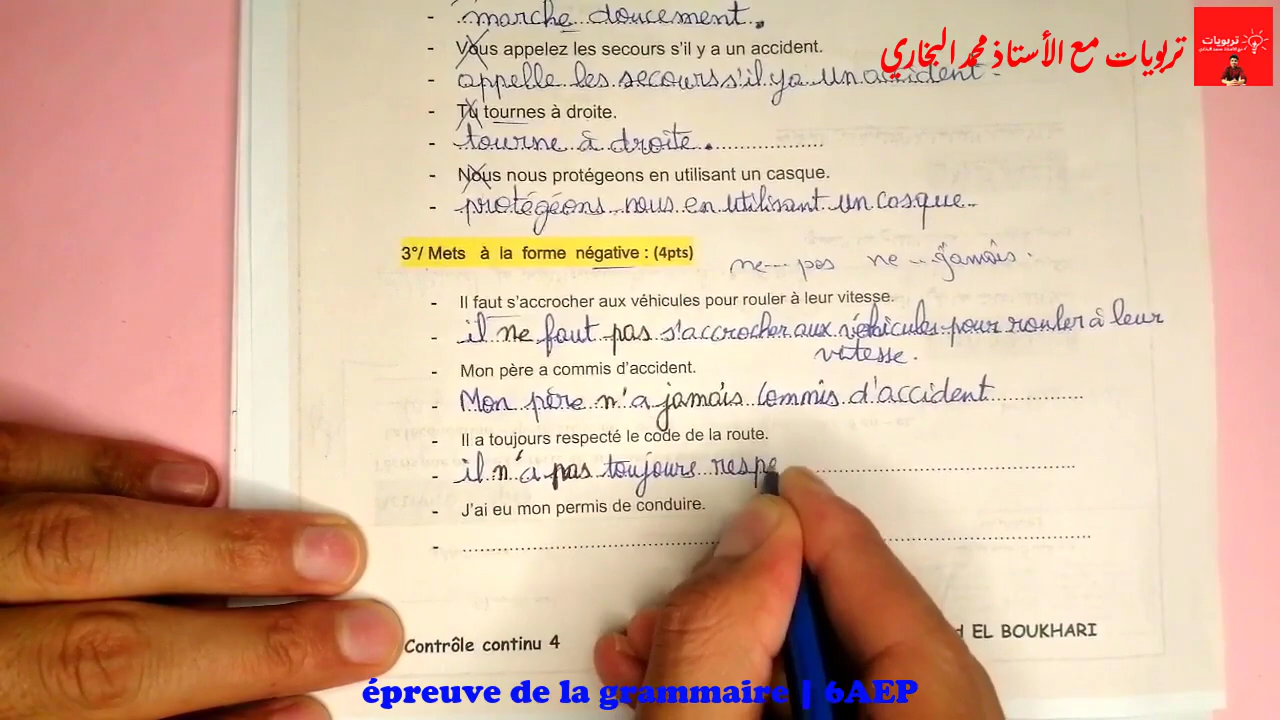 marche doucement.
تربويات مع الأستاذ محمد البخاري
تربويات
- Vous appelez les secours s'il y a un accident.
- appelle les secours s'il y a un accident.
- Tu tournes à droite.
- tourne à droite.
- Nous nous protégeons en utilisant un casque.
- protégeons nous en utilisant un casque.
3°/ Mets à la forme négative : (4pts)
ne---pas ne ... jamais.
- Il faut s'accrocher aux véhicules pour rouler à leur vitesse.
- il ne faut pas s'accrocher aux véhicules pour rouler à leur
vitesse.
- Mon père a commis d'accident.
- Mon père n'a jamais commis d'accident
- Il a toujours respecté le code de la route.
- il n'a pas toujours respe
- J'ai eu mon permis de conduire.
Contrôle continu 4
EL BOUKHARI
épreuve de la grammaire | 6AEP